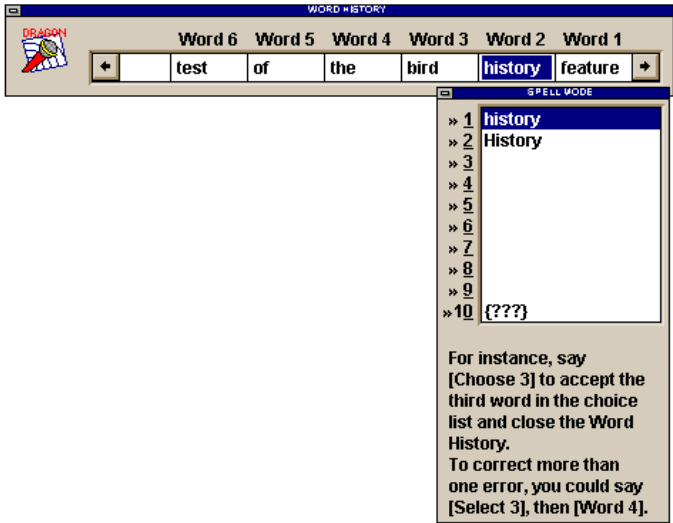 WORD HISTORY
DRAGON
Word 6 Word 5 Word 4 Word 3 Word 2 Word 1
test of the bird history feature
SPELL MODE
» 1 history
» 2 History
» 3
» 4
» 5
» 6
» 7
» 8
» 9
»10 {???}
For instance, say
[Choose 3] to accept the
third word in the choice
list and close the Word
History.
To correct more than
one error, you could say
[Select 3], then [Word 4].